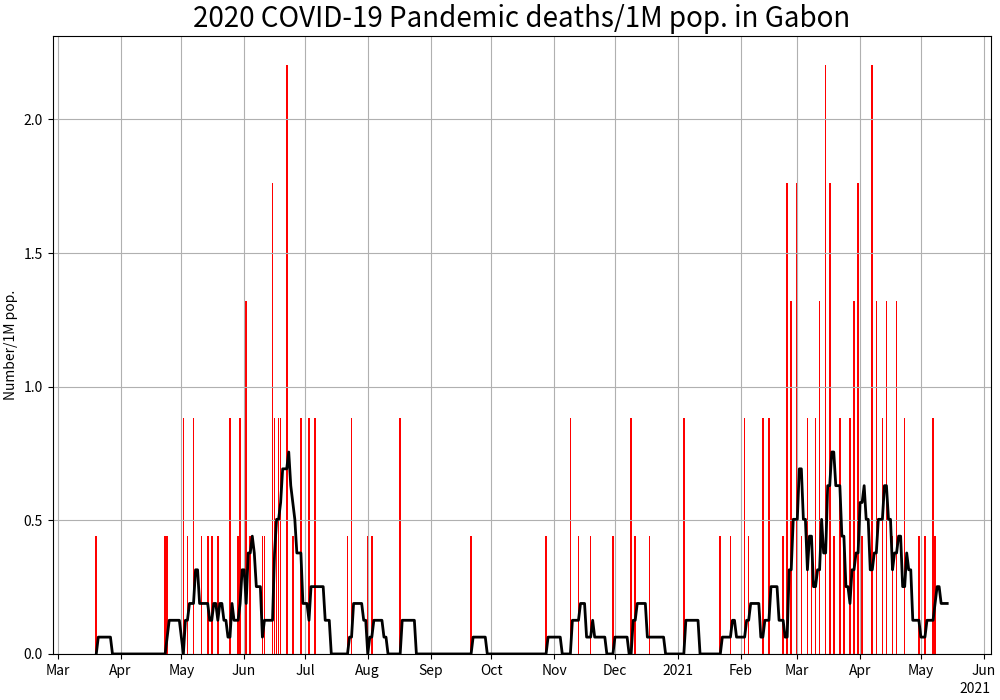 2020 COVID-19 Pandemic deaths/1M pop. in Gabon
Number/1M pop.
2.0
1.5
1.0
0.5
0.0
Mar Apr May Jun Jul Aug Sep Oct Nov Dec 2021 Feb Mar Apr May Jun
2021